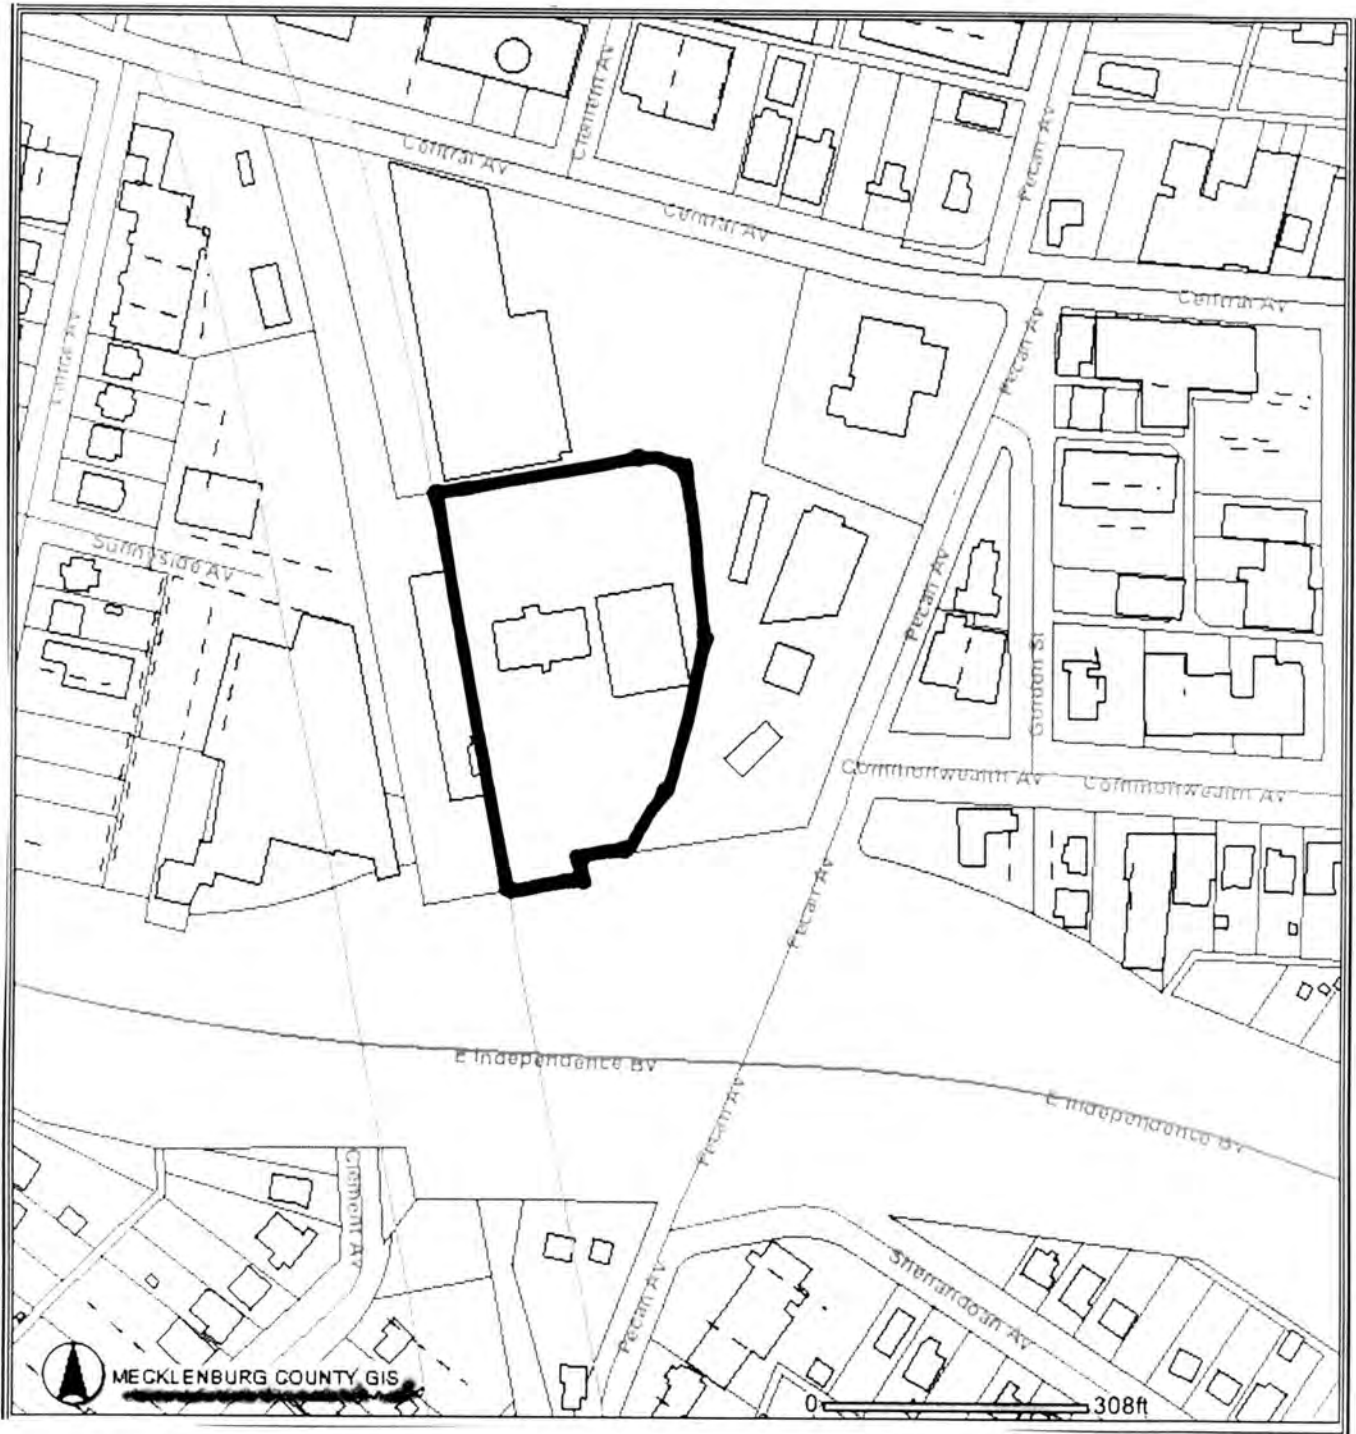 Clement Av
Pecan Av
Central Av
Central Av
Central Av
Pecan Av
Sunnyside Av
Pecan Av
Gordon St
Commonwealth Av
Commonwealth Av
Pecan Av
E Independence Bv
E Independence Bv
Pecan Av
Clement Av
Shenandoah Av
Pecan Av
MECKLENBURG COUNTY GIS
0 308ft